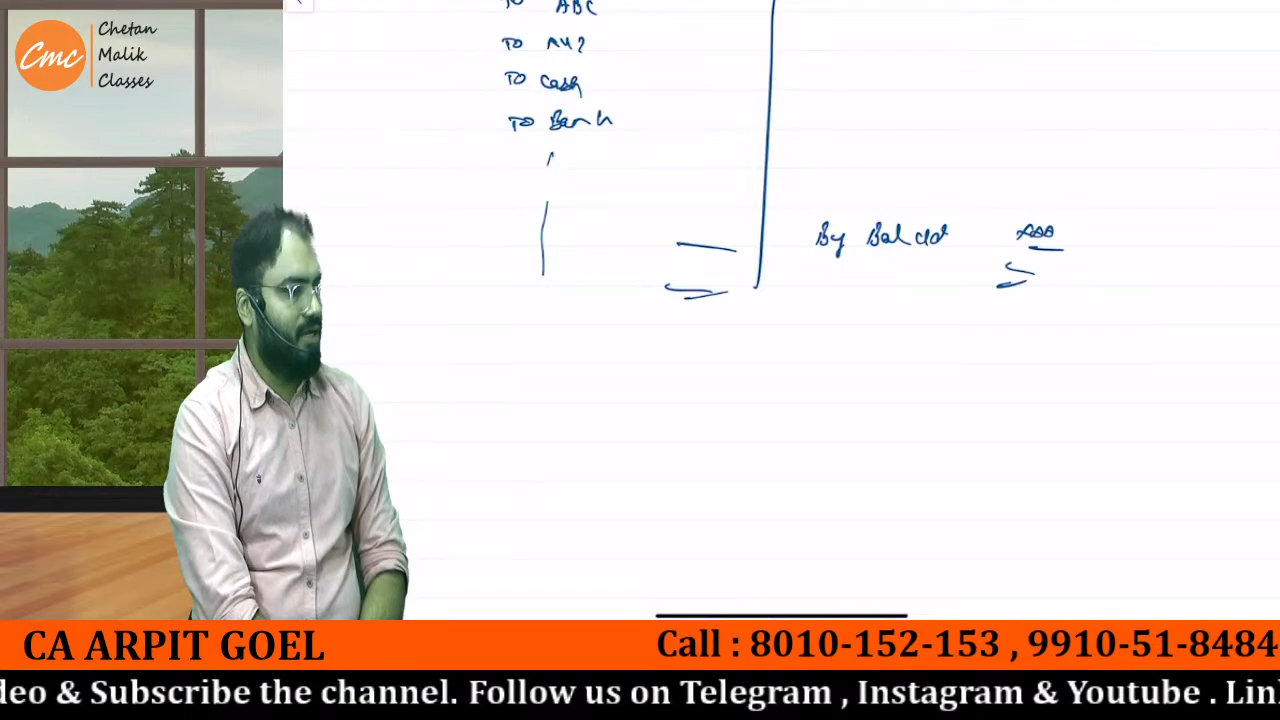 Chetan
Malik
Classes
CMC
To ABC
To
To Cash
To Bank
By Bal c/d
CA ARPIT GOEL
Call : 8010-152-153 , 9910-51-8484
deo & Subscribe the channel. Follow us on Telegram , Instagram & Youtube . Lin